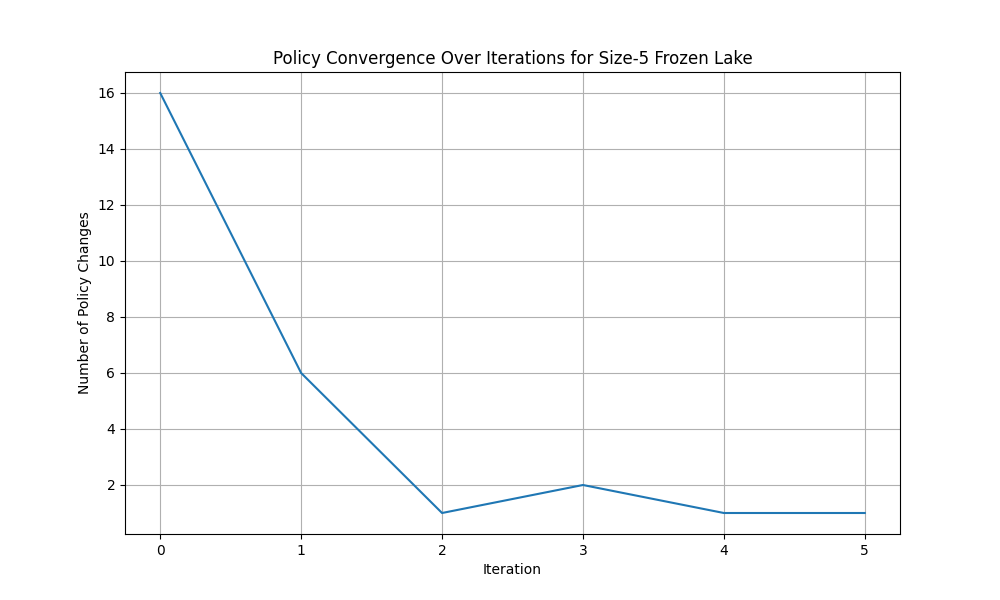 Policy Convergence Over Iterations for Size-5 Frozen Lake
Number of Policy Changes
16
14
12
10
8
6
4
2
0 1 2 3 4 5
Iteration